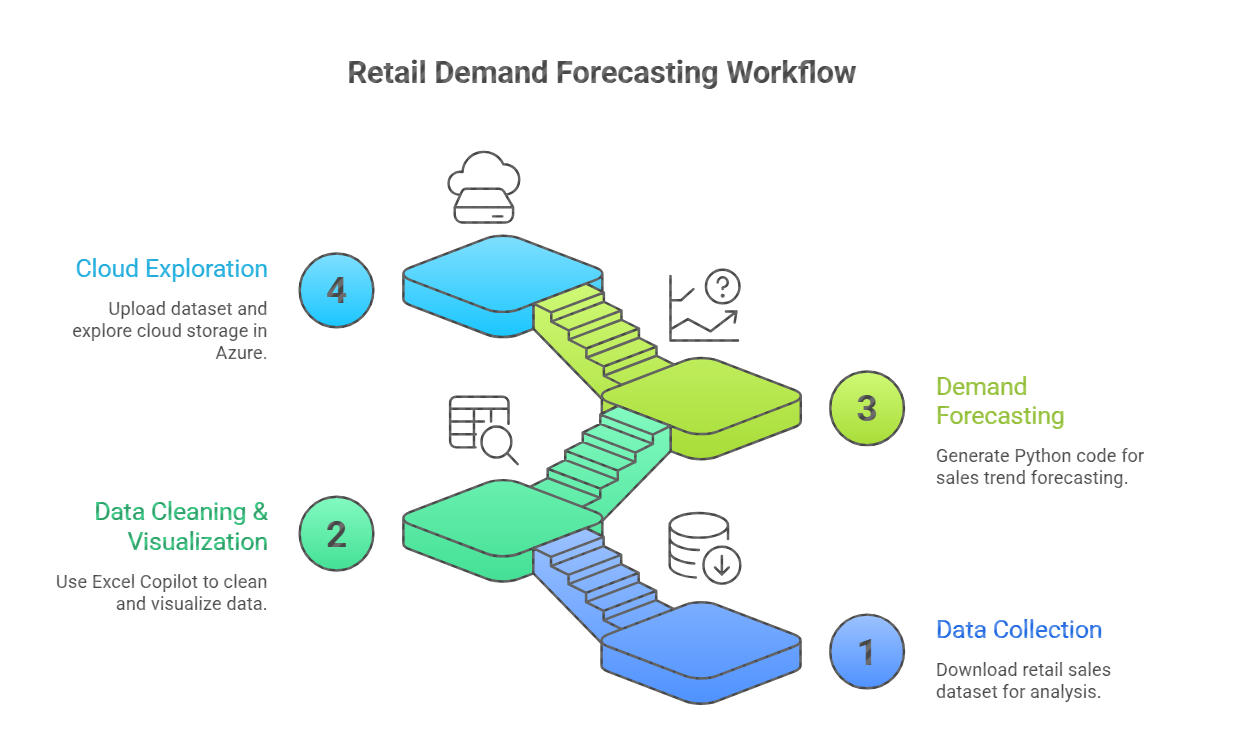 Retail Demand Forecasting Workflow
Cloud Exploration
4
Upload dataset and
explore cloud storage in
Azure.
?
3
Demand
Forecasting
Generate Python code for
sales trend forecasting.
Data Cleaning &
Visualization
2
Use Excel Copilot to clean
and visualize data.
1
Data Collection
Download retail sales
dataset for analysis.